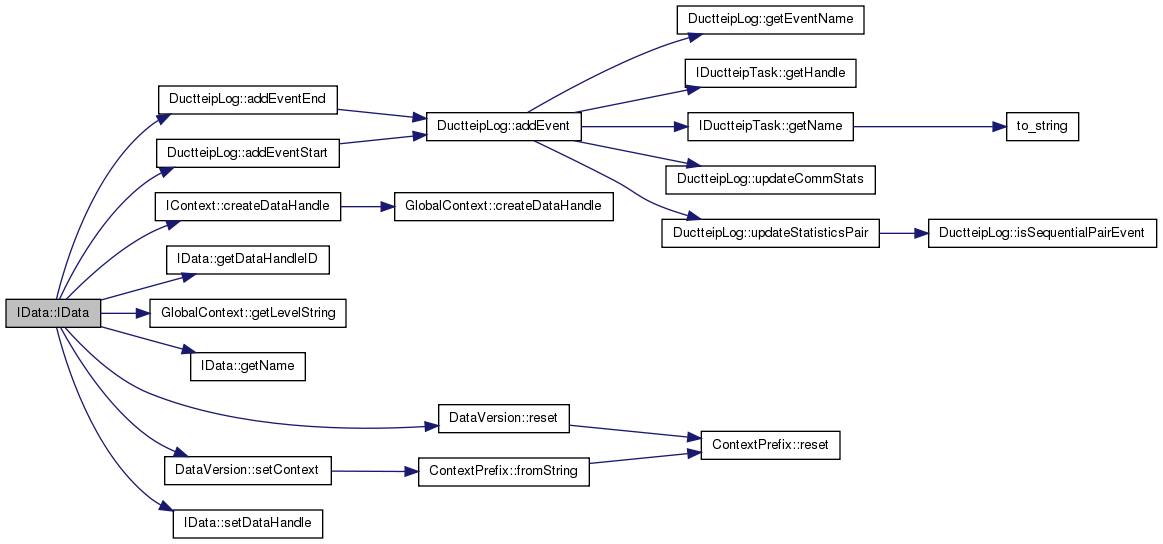 DuctteipLog::getEventName
IDuctteipTask::getHandle
DuctteipLog::addEventEnd
DuctteipLog::addEvent
IDuctteipTask::getName
to_string
DuctteipLog::addEventStart
DuctteipLog::updateCommStats
IContext::createDataHandle
GlobalContext::createDataHandle
DuctteipLog::updateStatisticsPair
DuctteipLog::isSequentialPairEvent
IData::getDataHandleID
IData::IData
GlobalContext::getLevelString
IData::getName
DataVersion::reset
ContextPrefix::reset
DataVersion::setContext
ContextPrefix::fromString
IData::setDataHandle